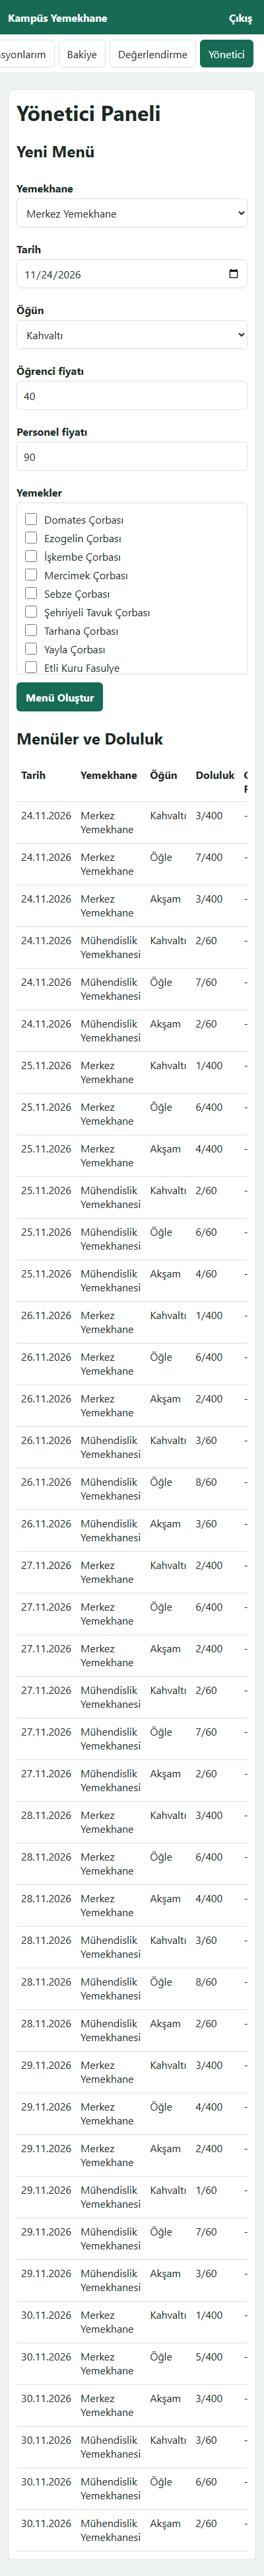 Kampüs Yemekhane Çıkış
syonlarım Bakiye Değerlendirme Yönetici
Yönetici Paneli
Yeni Menü
Yemekhane
Merkez Yemekhane
Tarih
11/24/2026
Öğün
Kahvaltı
Öğrenci fiyatı
40
Personel fiyatı
90
Yemekler
Domates Çorbası
Ezogelin Çorbası
İşkembe Çorbası
Mercimek Çorbası
Sebze Çorbası
Şehriyeli Tavuk Çorbası
Tarhana Çorbası
Yayla Çorbası
Etli Kuru Fasulye
Menü Oluştur
Menüler ve Doluluk
Tarih Yemekhane Öğün Doluluk
24.11.2026 Merkez Yemekhane Kahvaltı 3/400 -
24.11.2026 Merkez Yemekhane Öğle 7/400 -
24.11.2026 Merkez Yemekhane Akşam 3/400 -
24.11.2026 Mühendislik Yemekhanesi Kahvaltı 2/60 -
24.11.2026 Mühendislik Yemekhanesi Öğle 7/60 -
24.11.2026 Mühendislik Yemekhanesi Akşam 2/60 -
25.11.2026 Merkez Yemekhane Kahvaltı 1/400 -
25.11.2026 Merkez Yemekhane Öğle 6/400 -
25.11.2026 Merkez Yemekhane Akşam 4/400 -
25.11.2026 Mühendislik Yemekhanesi Kahvaltı 2/60 -
25.11.2026 Mühendislik Yemekhanesi Öğle 6/60 -
25.11.2026 Mühendislik Yemekhanesi Akşam 4/60 -
26.11.2026 Merkez Yemekhane Kahvaltı 1/400 -
26.11.2026 Merkez Yemekhane Öğle 6/400 -
26.11.2026 Merkez Yemekhane Akşam 2/400 -
26.11.2026 Mühendislik Yemekhanesi Kahvaltı 3/60 -
26.11.2026 Mühendislik Yemekhanesi Öğle 8/60 -
26.11.2026 Mühendislik Yemekhanesi Akşam 3/60 -
27.11.2026 Merkez Yemekhane Kahvaltı 2/400 -
27.11.2026 Merkez Yemekhane Öğle 6/400 -
27.11.2026 Merkez Yemekhane Akşam 2/400 -
27.11.2026 Mühendislik Yemekhanesi Kahvaltı 2/60 -
27.11.2026 Mühendislik Yemekhanesi Öğle 7/60 -
27.11.2026 Mühendislik Yemekhanesi Akşam 2/60 -
28.11.2026 Merkez Yemekhane Kahvaltı 3/400 -
28.11.2026 Merkez Yemekhane Öğle 6/400 -
28.11.2026 Merkez Yemekhane Akşam 4/400 -
28.11.2026 Mühendislik Yemekhanesi Kahvaltı 3/60 -
28.11.2026 Mühendislik Yemekhanesi Öğle 8/60 -
28.11.2026 Mühendislik Yemekhanesi Akşam 2/60 -
29.11.2026 Merkez Yemekhane Kahvaltı 3/400 -
29.11.2026 Merkez Yemekhane Öğle 4/400 -
29.11.2026 Merkez Yemekhane Akşam 2/400 -
29.11.2026 Mühendislik Yemekhanesi Kahvaltı 1/60 -
29.11.2026 Mühendislik Yemekhanesi Öğle 7/60 -
29.11.2026 Mühendislik Yemekhanesi Akşam 3/60 -
30.11.2026 Merkez Yemekhane Kahvaltı 1/400 -
30.11.2026 Merkez Yemekhane Öğle 5/400 -
30.11.2026 Merkez Yemekhane Akşam 3/400 -
30.11.2026 Mühendislik Yemekhanesi Kahvaltı 3/60 -
30.11.2026 Mühendislik Yemekhanesi Öğle 6/60 -
30.11.2026 Mühendislik Yemekhanesi Akşam 2/60 -